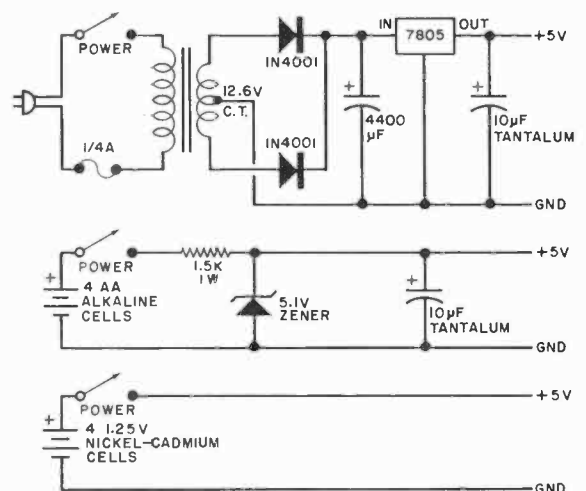 POWER
1/4A
12.6V
C.T.
1N4001
1N4001
+
4400
µF
IN
7805
OUT
+
10µF
TANTALUM
+5V
GND
POWER
+
4 AA
ALKALINE
CELLS
1.5K
1W
5.1V
ZENER
+
10µF
TANTALUM
+5V
GND
POWER
+
4 1.25V
NICKEL-CADMIUM
CELLS
+5V
GND